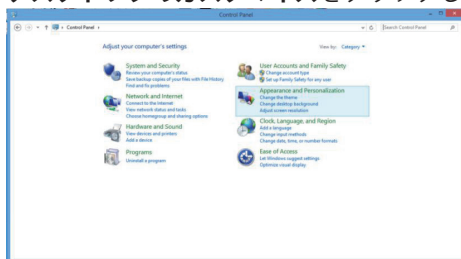 Control Panel
Control Panel
Search Control Panel
Adjust your computer's settings
View by: Category
System and Security
Review your computer's status
Save backup copies of your files with File History
Find and fix problems
Network and Internet
Connect to the Internet
View network status and tasks
Choose homegroup and sharing options
Hardware and Sound
View devices and printers
Add a device
Programs
Uninstall a program
User Accounts and Family Safety
Change account type
Set up Family Safety for any user
Appearance and Personalization
Change the theme
Change desktop background
Adjust screen resolution
Clock, Language, and Region
Add a language
Change input methods
Change date, time, or number formats
Ease of Access
Let Windows suggest settings
Optimize visual display